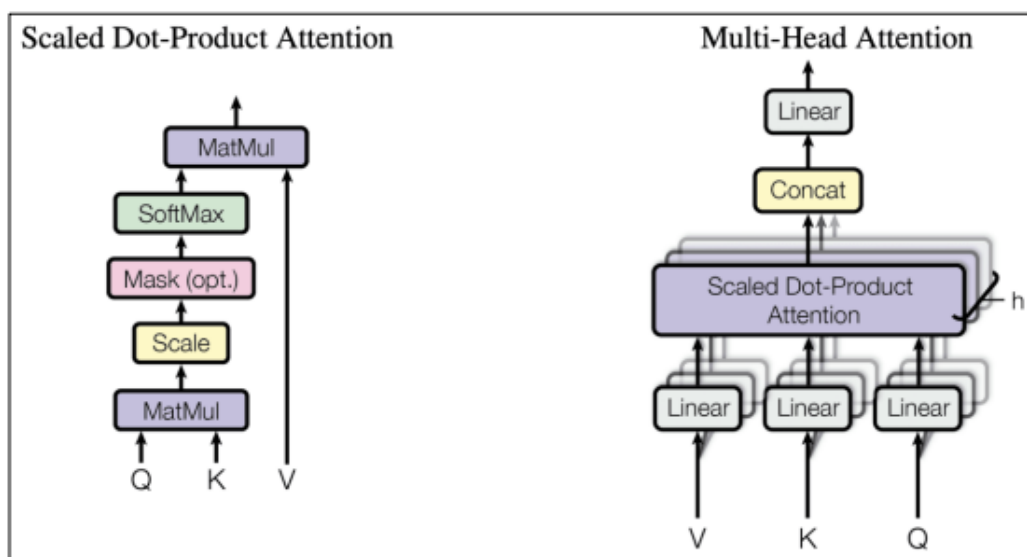 Scaled Dot-Product Attention
MatMul
SoftMax
Mask (opt.)
Scale
MatMul
Q K V
Multi-Head Attention
Linear
Concat
Scaled Dot-Product
Attention
h
Linear Linear Linear
V K Q